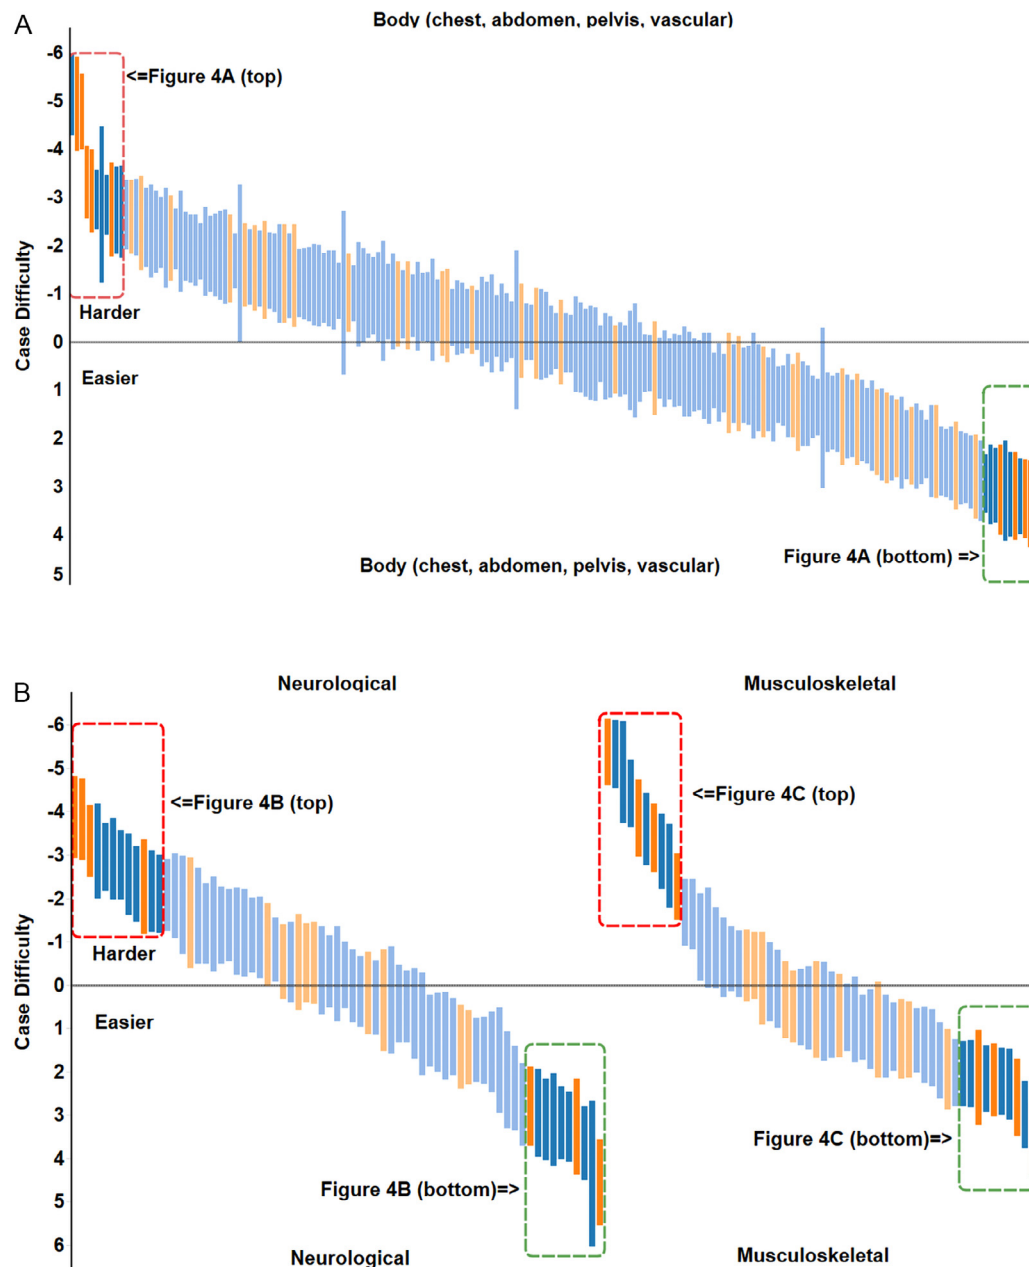 A
Body (chest, abdomen, pelvis, vascular)
-6
<=Figure 4A (top)
-5
-4
-3
-2
-1
Harder
0
Easier
1
2
3
4
5
Case Difficulty
Figure 4A (bottom) =>
Body (chest, abdomen, pelvis, vascular)
B
Neurological
Musculoskeletal
-6
-5
-4
-3
-2
-1
0
1
2
3
4
5
6
Case Difficulty
<=Figure 4B (top)
<=Figure 4C (top)
Harder
Easier
Figure 4B (bottom)=>
Figure 4C (bottom)=>
Neurological
Musculoskeletal